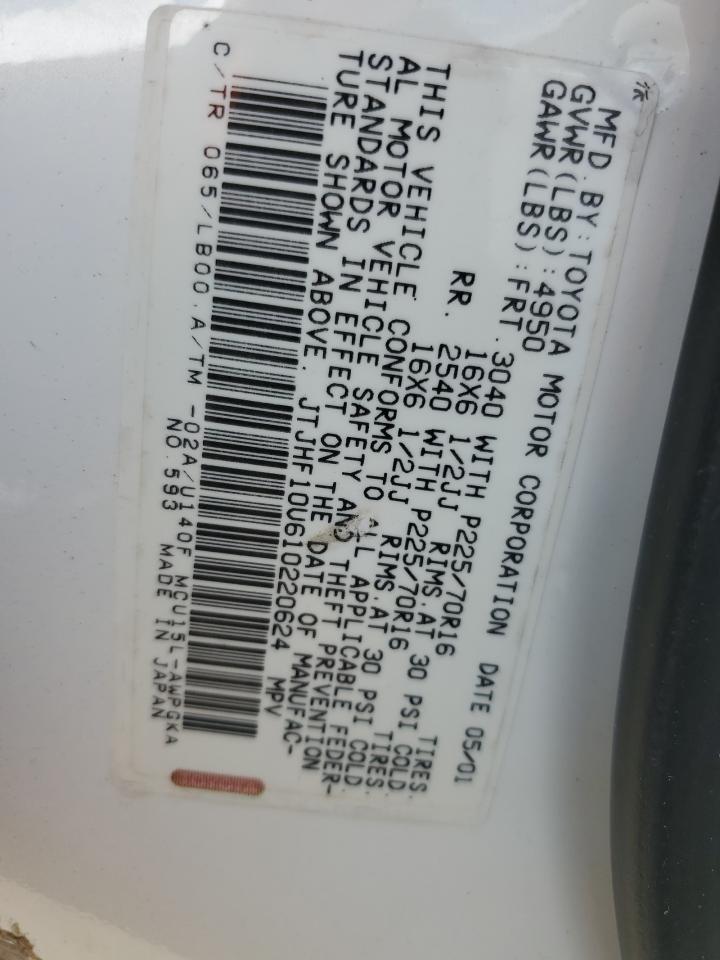 MFD. BY: TOYOTA MOTOR CORPORATION DATE 05/01
GVWR(LBS):4950
GAWR(LBS):FRT.3040 WITH P225/70R16 TIRES.
16X6 1/2JJ RIMS.AT 30 PSI COLD.
RR. 2540 WITH P225/70R16 TIRES.
16X6 1/2JJ RIMS.AT 30 PSI COLD.
THIS VEHICLE CONFORMS TO ALL APPLICABLE FEDER-
AL MOTOR VEHICLE SAFETY AND THEFT PREVENTION
STANDARDS IN EFFECT ON THE DATE OF MANUFAC-
TURE SHOWN ABOVE. JTJHF10U610220624 MPV
C/TR 065/LB00.A/TM -02A/U140F MCU15L-AWPGKA
NO.593 MADE IN JAPAN